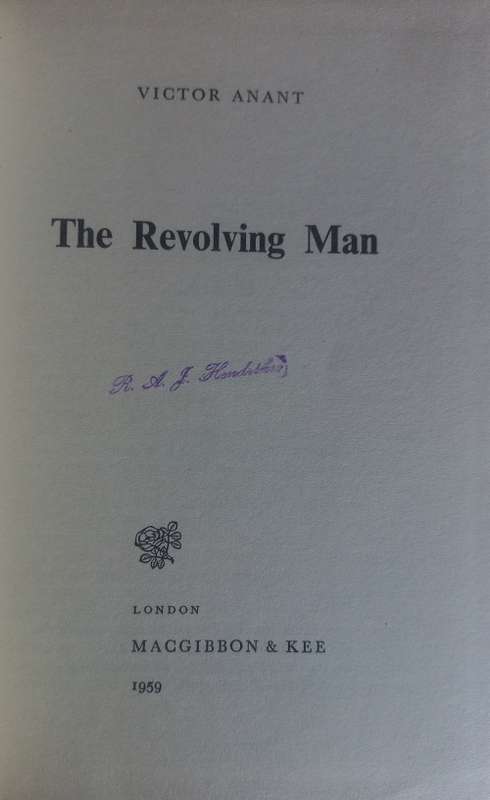 VICTOR ANANT
The Revolving Man
R. A. J.
LONDON
MACGIBBON & KEE
1959